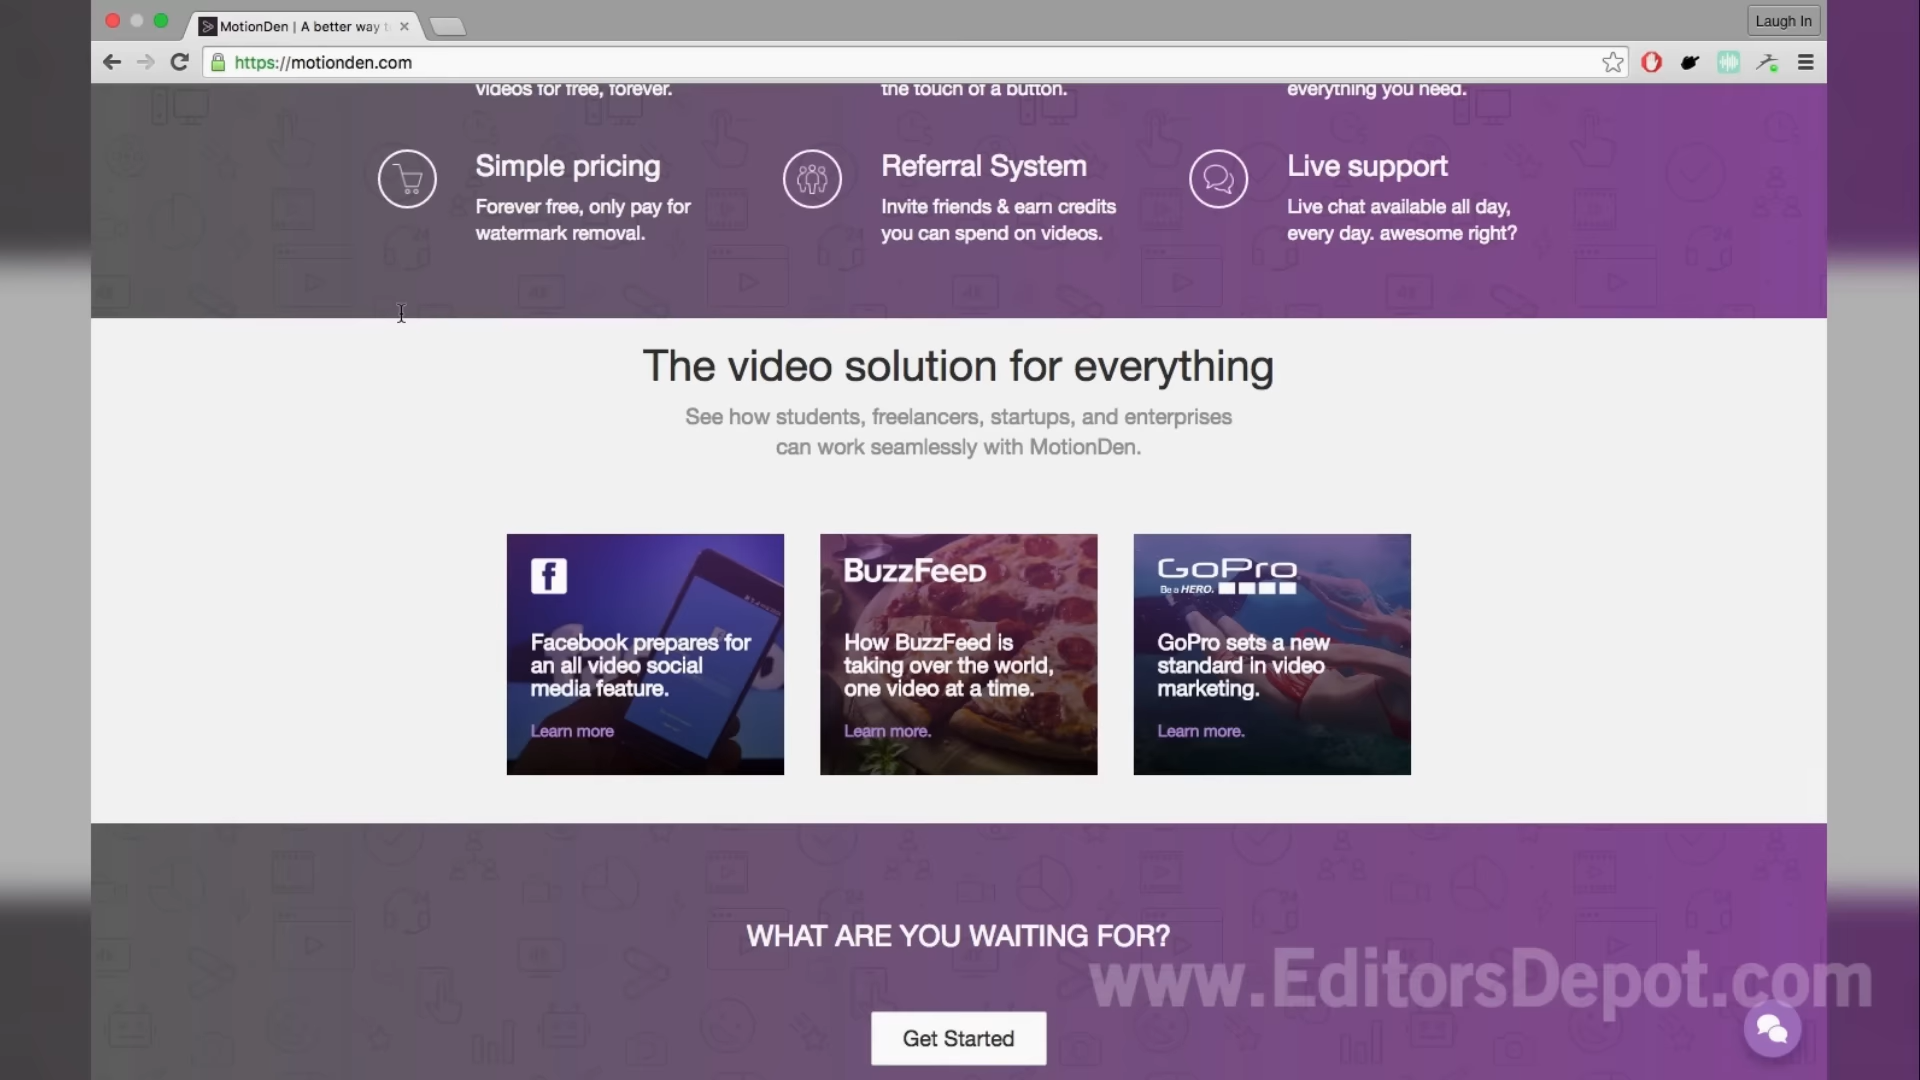 MotionDen | A better way t
Laugh In
https://motionden.com
videos for free, forever.
the touch of a button.
everything you need.
Simple pricing
Forever free, only pay for
watermark removal.
Referral System
Invite friends & earn credits
you can spend on videos.
Live support
Live chat available all day,
every day. awesome right?
The video solution for everything
See how students, freelancers, startups, and enterprises
can work seamlessly with MotionDen.
Facebook prepares for
an all video social
media feature.
Learn more
BuzzFeed
How BuzzFeed is
taking over the world,
one video at a time.
Learn more.
GoPro
Be a HERO.
GoPro sets a new
standard in video
marketing.
Learn more.
WHAT ARE YOU WAITING FOR?
www.EditorsDepot.com
Get Started